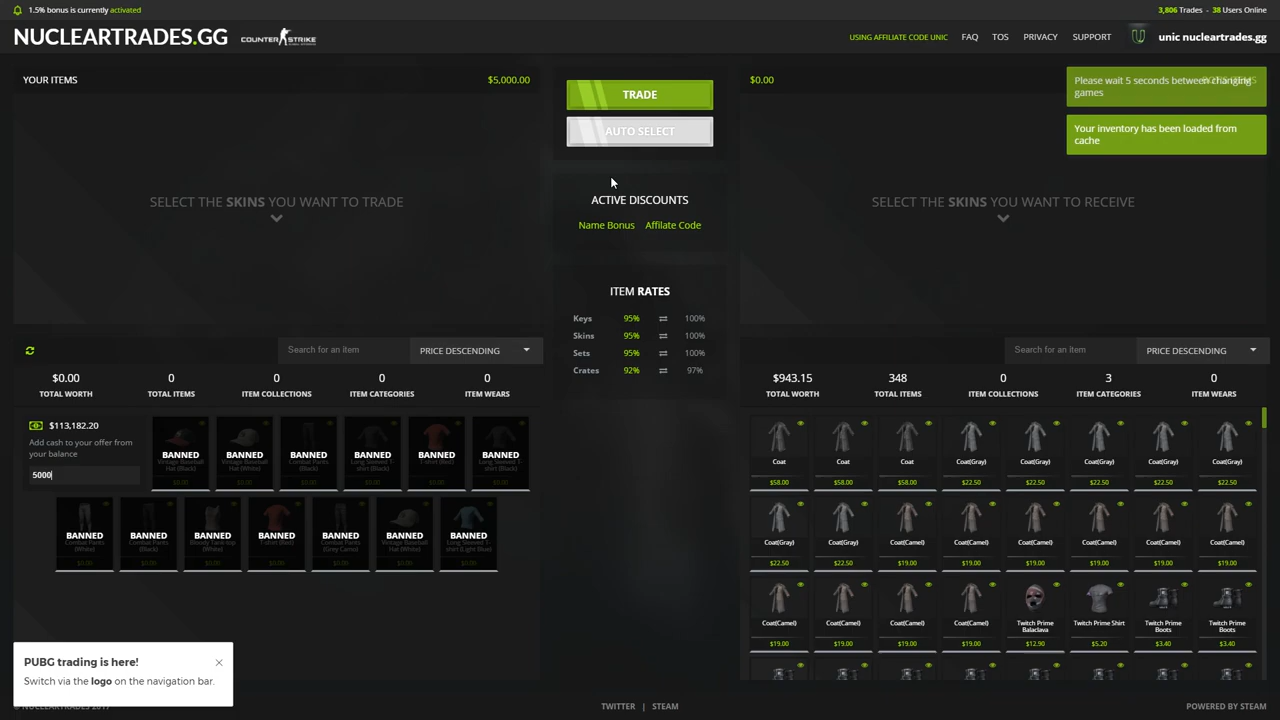 1.5% bonus is currently activated
3,806 Trades - 38 Users Online
NUCLEARTRADES.GG
COUNTER STRIKE
USING AFFILIATE CODE UNIC
FAQ
TOS
PRIVACY
SUPPORT
unic nucleartrades.gg
YOUR ITEMS
$5,000.00
TRADE
AUTO SELECT
$0.00
Please wait 5 seconds between changing
games
Your inventory has been loaded from
cache
SELECT THE SKINS YOU WANT TO TRADE
ACTIVE DISCOUNTS
Name Bonus Affilate Code
SELECT THE SKINS YOU WANT TO RECEIVE
ITEM RATES
Keys 95% 100%
Skins 95% 100%
Sets 95% 100%
Crates 92% 97%
Search for an item
PRICE DESCENDING
Search for an item
PRICE DESCENDING
$0.00 0 0 0 0
TOTAL WORTH TOTAL ITEMS ITEM COLLECTIONS ITEM CATEGORIES ITEM WEARS
$943.15 348 0 3 0
TOTAL WORTH TOTAL ITEMS ITEM COLLECTIONS ITEM CATEGORIES ITEM WEARS
$113,182.20
Add cash to your offer from
your balance
5000
BANNED BANNED BANNED BANNED BANNED BANNED
BANNED BANNED BANNED BANNED BANNED BANNED BANNED
Coat Coat Coat Coat(Gray) Coat(Gray) Coat(Gray) Coat(Gray) Coat(Gray)
$58.00 $58.00 $58.00 $22.50 $22.50 $22.50 $22.50 $22.50
Coat(Gray) Coat(Gray) Coat(Camel) Coat(Camel) Coat(Camel) Coat(Camel) Coat(Camel) Coat(Camel)
$22.50 $22.50 $19.00 $19.00 $19.00 $19.00 $19.00 $19.00
Coat(Camel) Coat(Camel) Coat(Camel) Coat(Camel) Twitch Prime Twitch Prime Shirt Twitch Prime Twitch Prime
Balaclava Boots Boots
$19.00 $19.00 $19.00 $19.00 $12.90 $5.20 $3.40 $3.40
PUBG trading is here!
Switch via the logo on the navigation bar.
TWITTER | STEAM
POWERED BY STEAM